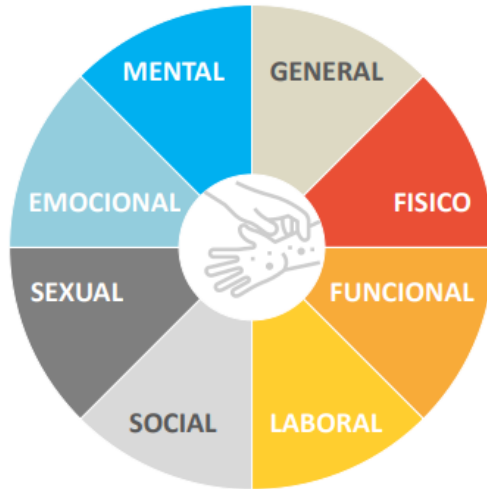 MENTAL
GENERAL
EMOCIONAL
FISICO
SEXUAL
FUNCIONAL
SOCIAL
LABORAL